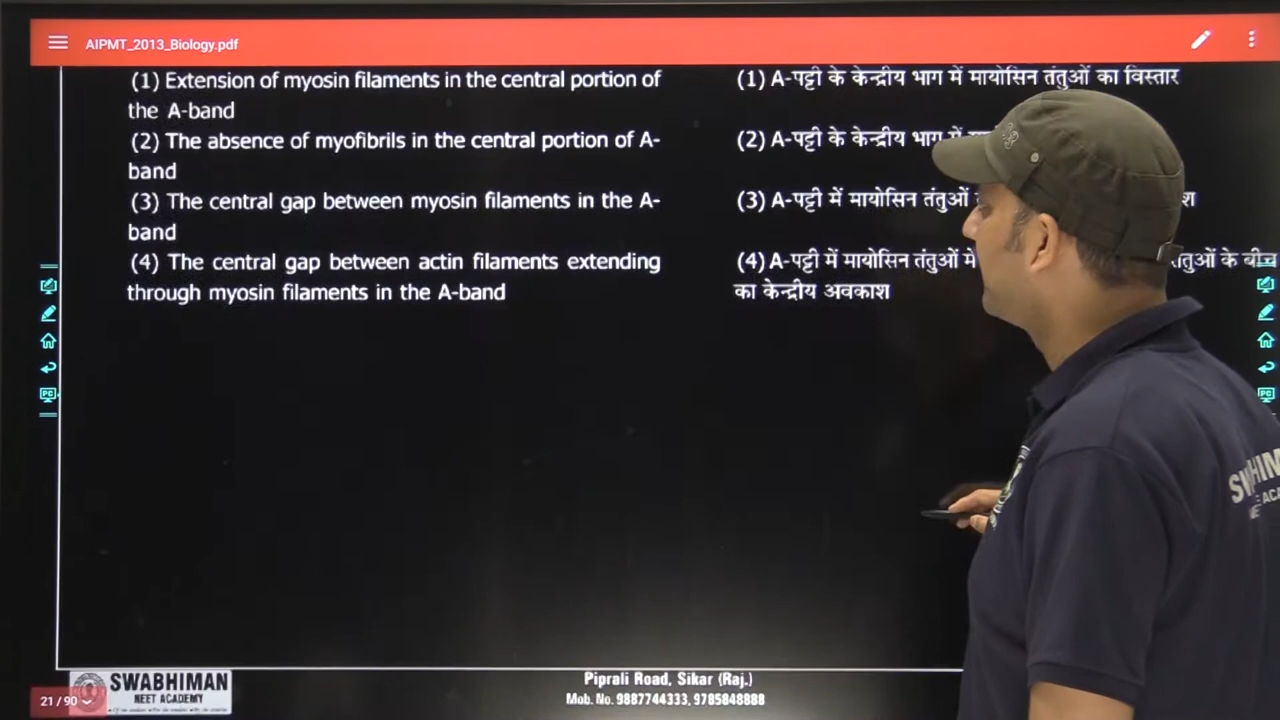 AIPMT_2013_Biology.pdf
(1) Extension of myosin filaments in the central portion of
the A-band
(2) The absence of myofibrils in the central portion of A-
band
(3) The central gap between myosin filaments in the A-
band
(4) The central gap between actin filaments extending
through myosin filaments in the A-band
(1) A-पट्टी के केन्द्रीय भाग में मायोसिन तंतुओं का विस्तार
(2) A-पट्टी के केन्द्रीय भाग में
(3) A-पट्टी में मायोसिन तंतुओं
(4) A-पट्टी में मायोसिन तंतुओं में तंतुओं के बीच
का केन्द्रीय अवकाश
PC
PC
21 / 90
SWABHIMAN
NEET ACADEMY
Piprali Road, Sikar (Raj.)
Mob. No. 9887744333, 9785848888